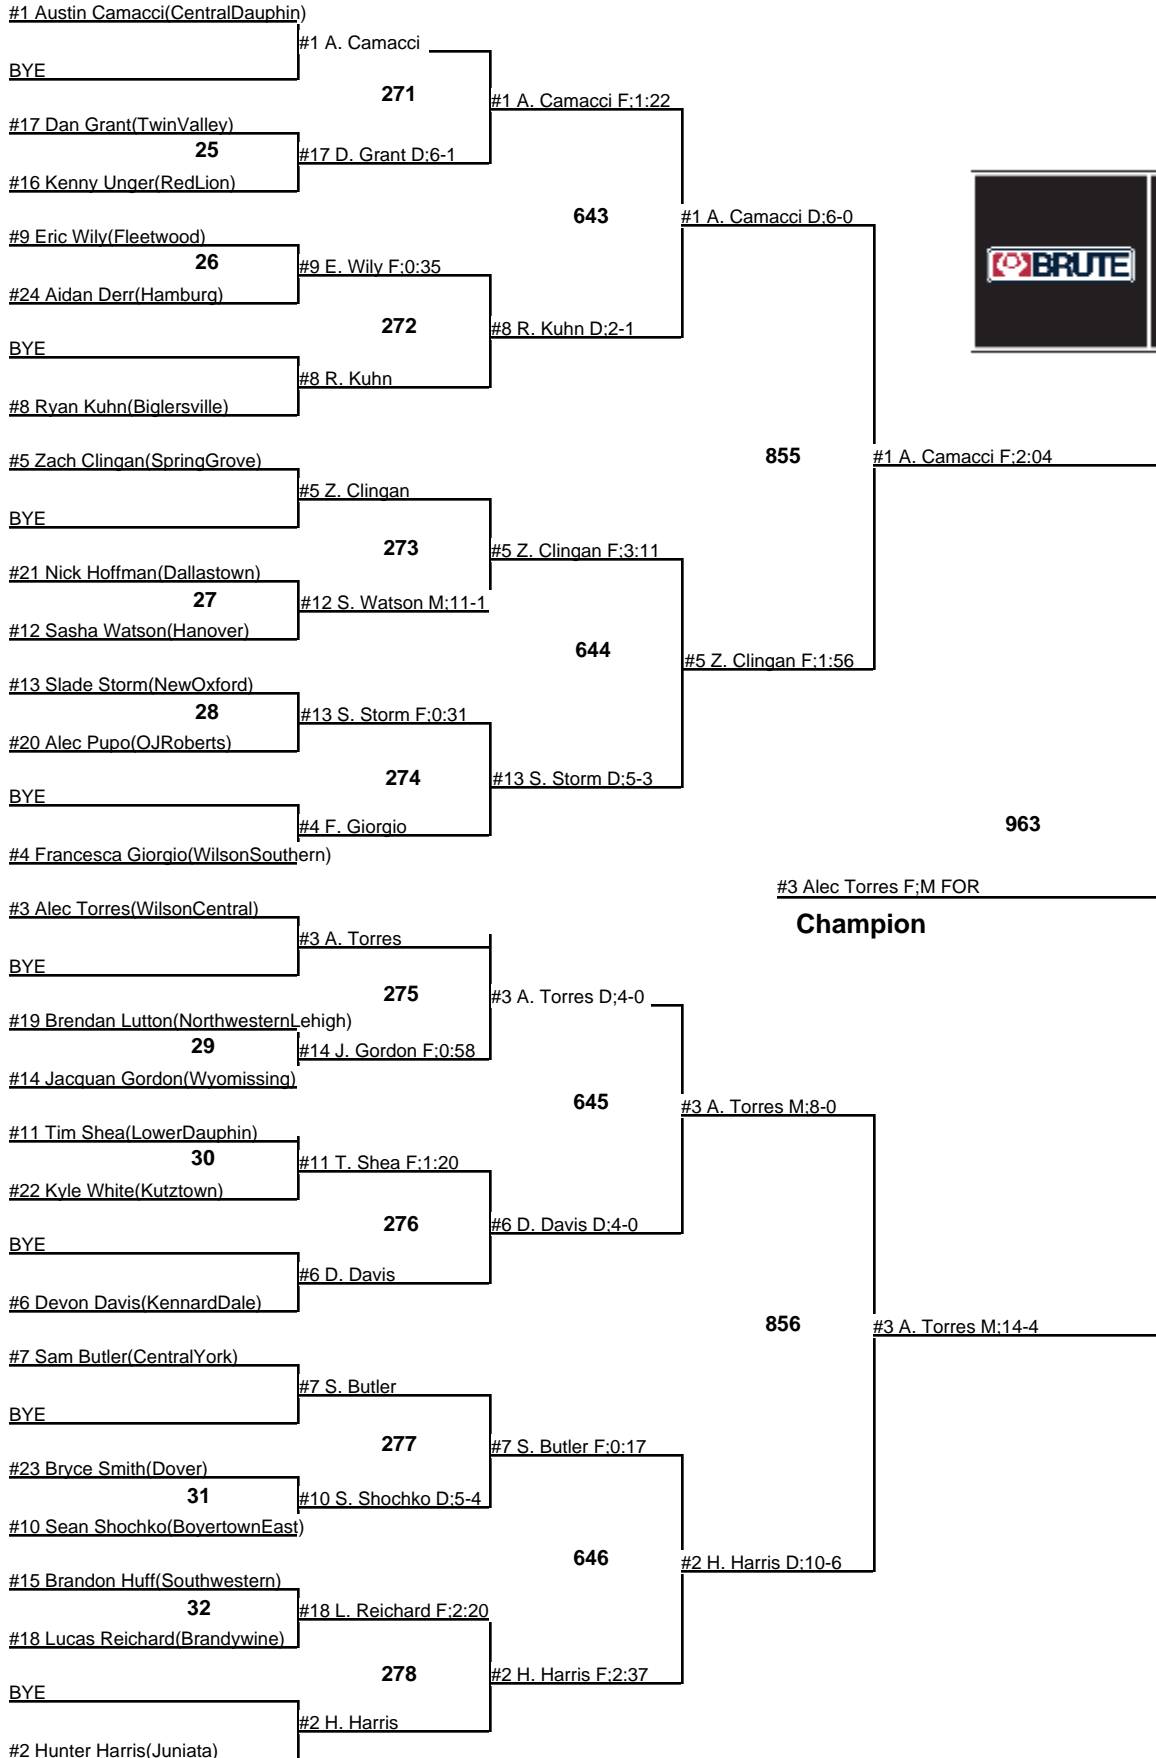 #1 Austin Camacci(CentralDauphin)
#1 A. Camacci
BYE
271
#1 A. Camacci F;1:22
#17 Dan Grant(TwinValley)
25
#17 D. Grant D;6-1
#16 Kenny Unger(RedLion)
643
#1 A. Camacci D;6-0
#9 Eric Wily(Fleetwood)
26
#9 E. Wily F;0:35
#24 Aidan Derr(Hamburg)
272
#8 R. Kuhn D;2-1
BYE
#8 R. Kuhn
#8 Ryan Kuhn(Biglersville)
BRUTE
855
#1 A. Camacci F;2:04
#5 Zach Clingan(SpringGrove)
#5 Z. Clingan
BYE
273
#5 Z. Clingan F;3:11
#21 Nick Hoffman(Dallastown)
27
#12 S. Watson M;11-1
#12 Sasha Watson(Hanover)
644
#5 Z. Clingan F;1:56
#13 Slade Storm(NewOxford)
28
#13 S. Storm F;0:31
#20 Alec Pupo(OJRoberts)
274
#13 S. Storm D;5-3
BYE
#4 F. Giorgio
#4 Francesca Giorgio(WilsonSouthern)
963
#3 Alec Torres F;M FOR
Champion
#3 Alec Torres(WilsonCentral)
#3 A. Torres
BYE
275
#3 A. Torres D;4-0
#19 Brendan Lutton(NorthwesternLehigh)
29
#14 J. Gordon F;0:58
#14 Jacquan Gordon(Wyomissing)
645
#3 A. Torres M;8-0
#11 Tim Shea(LowerDauphin)
30
#11 T. Shea F;1:20
#22 Kyle White(Kutztown)
276
#6 D. Davis D;4-0
BYE
#6 D. Davis
#6 Devon Davis(KennardDale)
856
#3 A. Torres M;14-4
#7 Sam Butler(CentralYork)
#7 S. Butler
BYE
277
#7 S. Butler F;0:17
#23 Bryce Smith(Dover)
31
#10 S. Shochko D;5-4
#10 Sean Shochko(BoyertownEast)
646
#2 H. Harris D;10-6
#15 Brandon Huff(Southwestern)
32
#18 L. Reichard F;2:20
#18 Lucas Reichard(Brandywine)
278
#2 H. Harris F;2:37
BYE
#2 H. Harris
#2 Hunter Harris(Juniata)